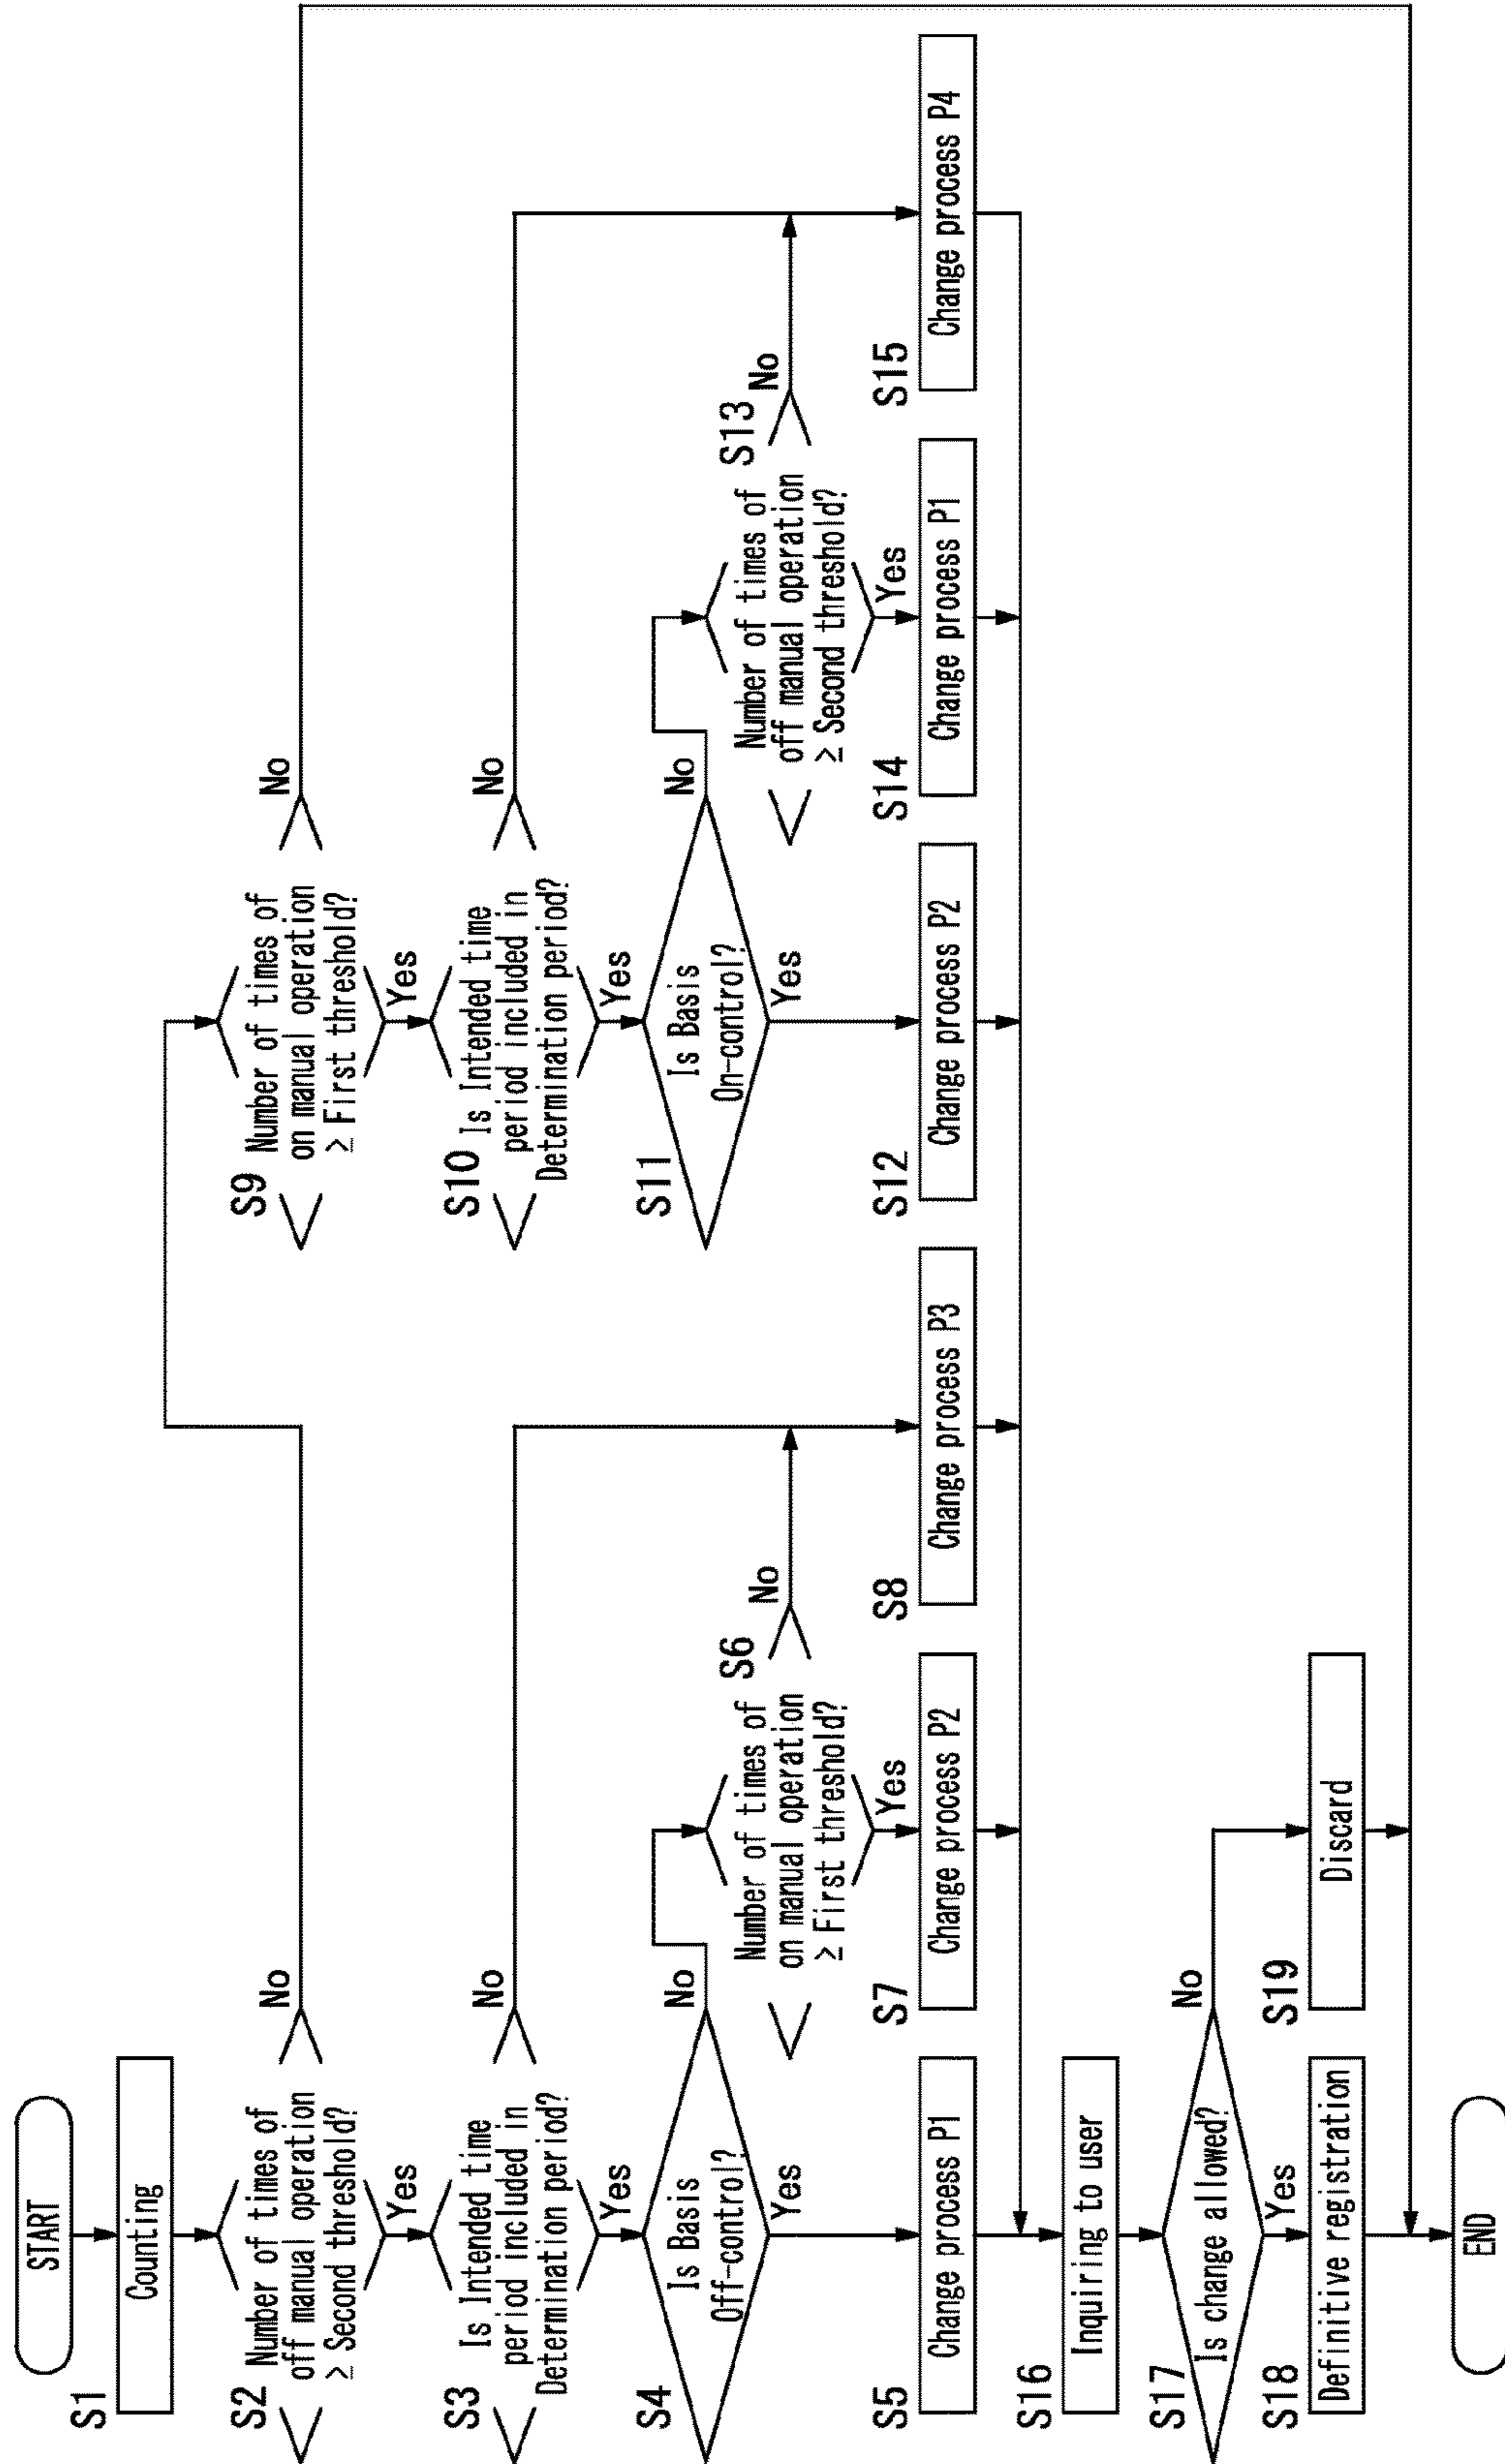 START
S1
Counting
S2
Number of times of
off manual operation
≥ Second threshold?
No
Yes
S3
Is Intended time
period included in
Determination period?
No
Yes
S4
Is Basis
Off-control?
No
Yes
S5
Change process P1
S6
Number of times of
on manual operation
≥ First threshold?
No
Yes
S7
Change process P2
S8
Change process P3
S9
Number of times of
on manual operation
≥ First threshold?
No
Yes
S10
Is Intended time
period included in
Determination period?
No
Yes
S11
Is Basis
On-control?
No
Yes
S12
Change process P2
S13
Number of times of
off manual operation
≥ Second threshold?
No
Yes
S14
Change process P1
S15
Change process P4
S16
Inquiring to user
S17
Is change allowed?
No
Yes
S18
Definitive registration
S19
Discard
END